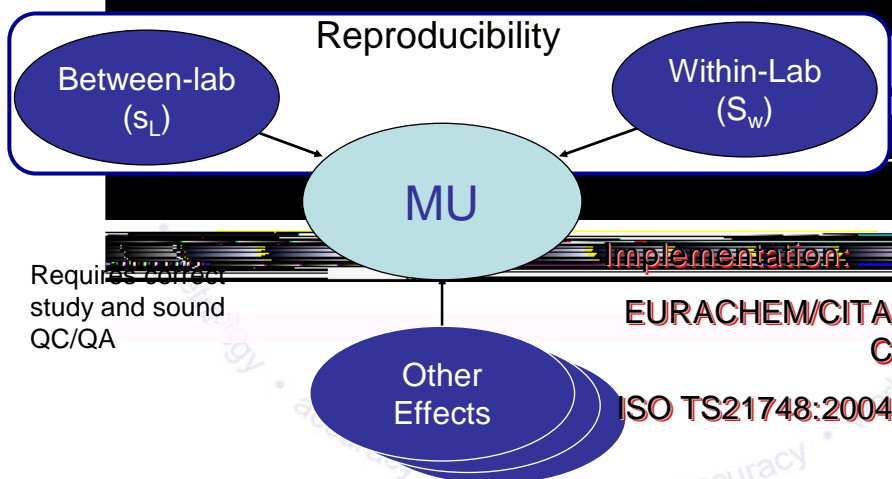 Reproducibility
Between-lab
(sL)
Within-Lab
(Sw)
MU
Requires correct
study and sound
QC/QA
Implementation:
EURACHEM/CITA
C
ISO TS21748:2004
Other
Effects
accuracy